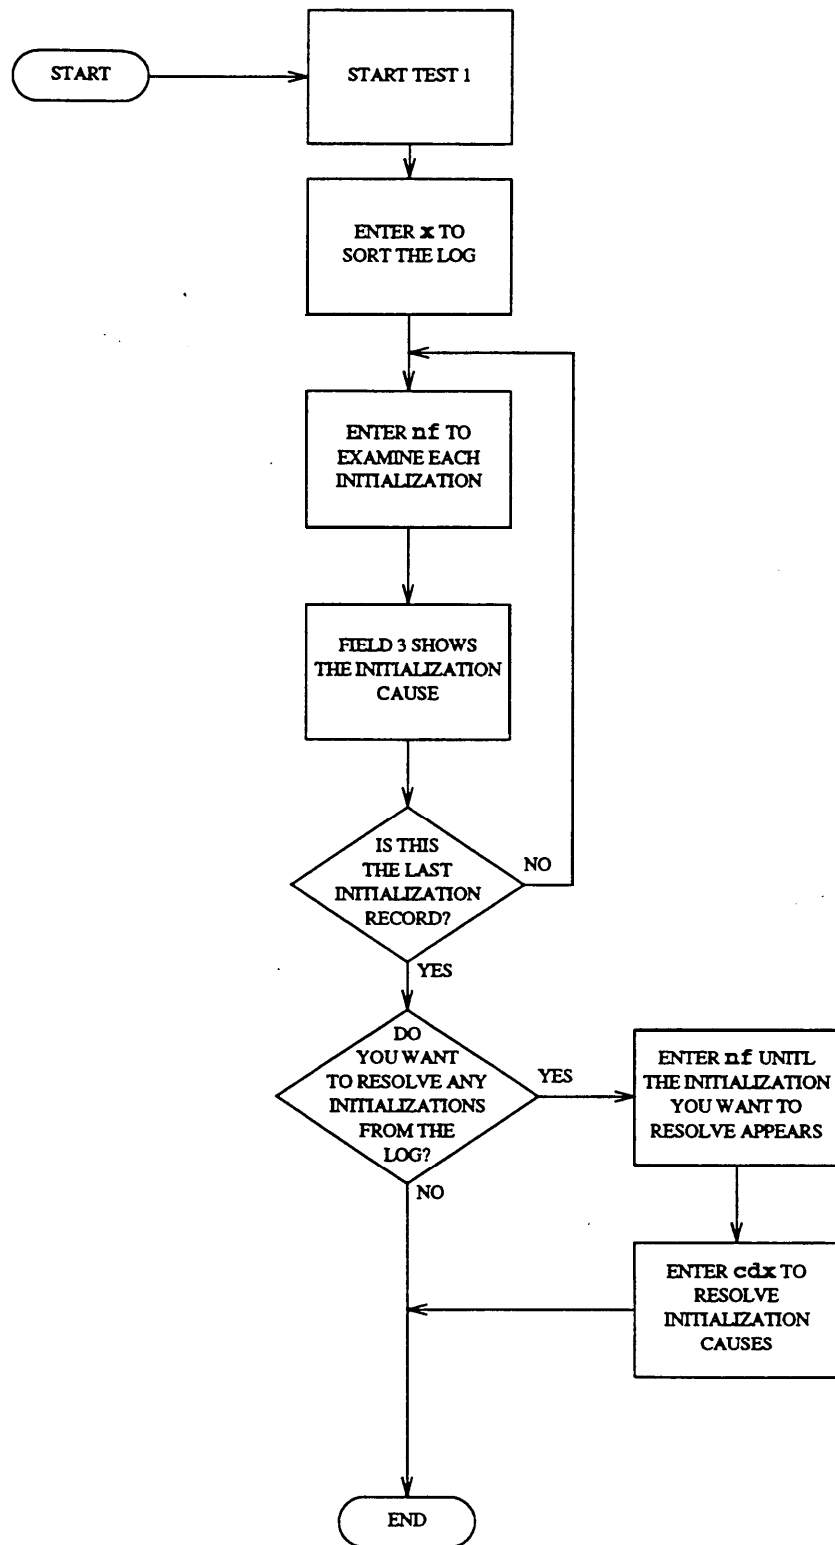 START
START TEST 1
ENTER x TO
SORT THE LOG
ENTER nf TO
EXAMINE EACH
INITIALIZATION
FIELD 3 SHOWS
THE INITIALIZATION
CAUSE
IS THIS
THE LAST
INITIALIZATION
RECORD?
NO
YES
DO
YOU WANT
TO RESOLVE ANY
INITIALIZATIONS
FROM THE
LOG?
YES
NO
ENTER nf UNITL
THE INITIALIZATION
YOU WANT TO
RESOLVE APPEARS
ENTER cdx TO
RESOLVE
INITIALIZATION
CAUSES
END